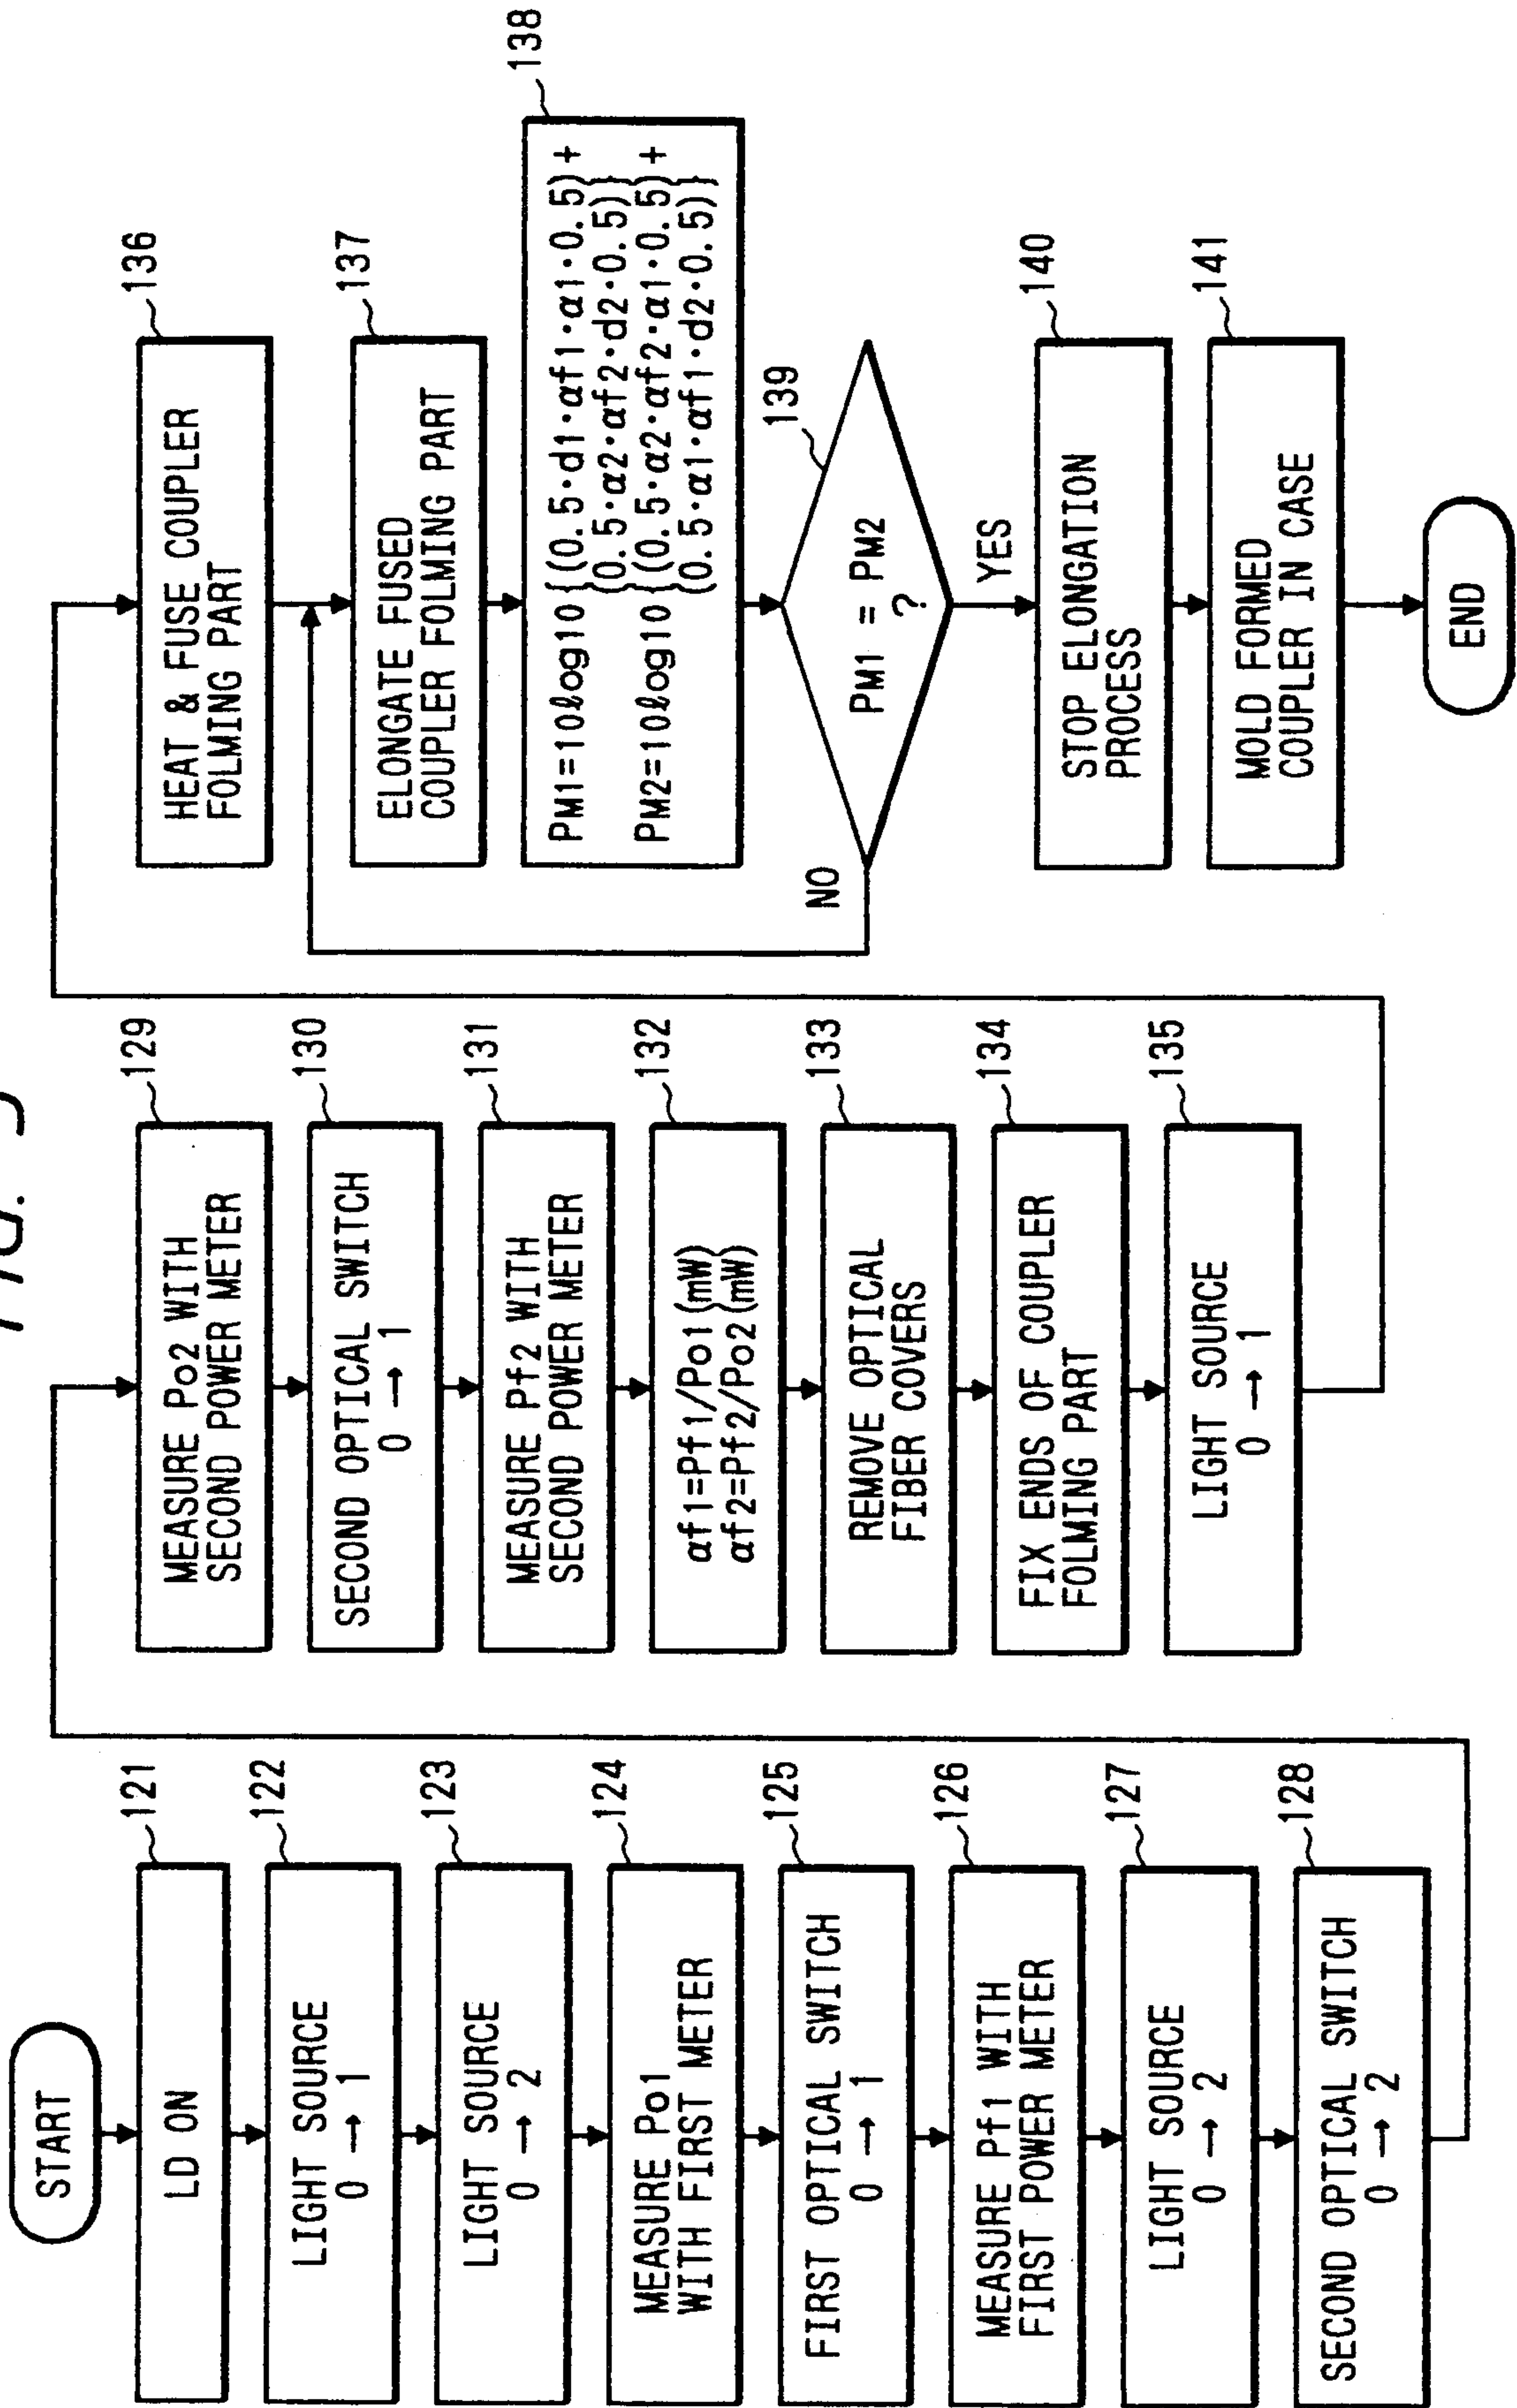 START
LD ON
121
LIGHT SOURCE
0 → 1
122
LIGHT SOURCE
0 → 2
123
MEASURE Po1
WITH FIRST METER
124
FIRST OPTICAL SWITCH
0 → 1
125
MEASURE Pf1 WITH
FIRST POWER METER
126
LIGHT SOURCE
0 → 2
127
SECOND OPTICAL SWITCH
0 → 2
128
MEASURE Po2 WITH
SECOND POWER METER
129
SECOND OPTICAL SWITCH
0 → 1
130
MEASURE Pf2 WITH
SECOND POWER METER
131
αf1=Pf1/Po1(mW)
αf2=Pf2/Po2(mW)
132
REMOVE OPTICAL
FIBER COVERS
133
FIX ENDS OF COUPLER
FOLMING PART
134
LIGHT SOURCE
0 → 1
135
HEAT & FUSE COUPLER
FOLMING PART
136
ELONGATE FUSED
COUPLER FOLMING PART
137
PM1=10ℓog10{(0.5·d1·αf1·α1·0.5)+
(0.5·α2·αf2·d2·0.5)}
PM2=10ℓog10{(0.5·α2·αf2·α1·0.5)+
(0.5·α1·αf1·d2·0.5)}
138
PM1 = PM2
?
139
NO
YES
STOP ELONGATION
PROCESS
140
MOLD FORMED
COUPLER IN CASE
141
END